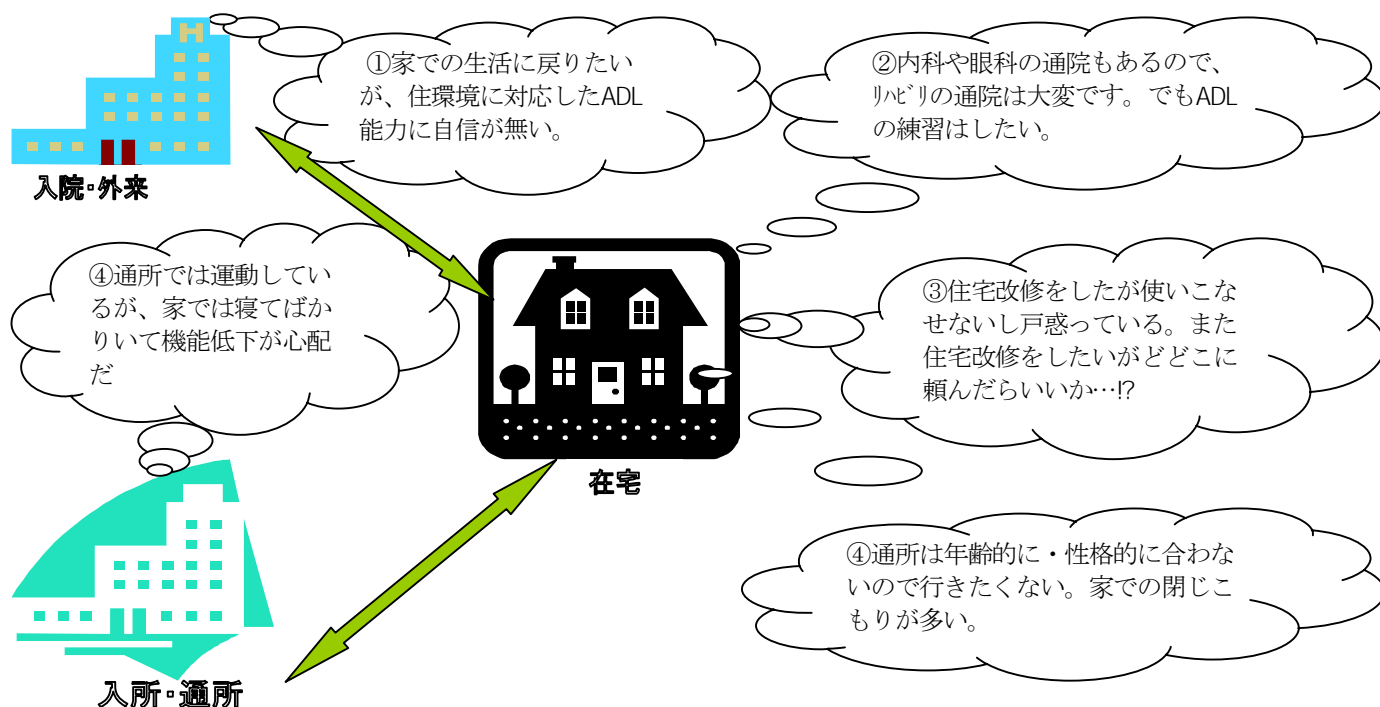 ①家での生活に戻りたい
が、住環境に対応したADL
能力に自信が無い。
②内科や眼科の通院もあるので、
ﾘﾊﾋﾞﾘの通院は大変です。でもADL
の練習はしたい。
H
入院・外来
④通所では運動してい
るが、家では寝てばか
りいて機能低下が心配
だ
③住宅改修をしたが使いこな
せないし戸惑っている。また
住宅改修をしたいがどどこに
頼んだらいいか…!?
在宅
④通所は年齢的に・性格的に合わな
いので行きたくない。家での閉じこ
もりが多い。
入所・通所